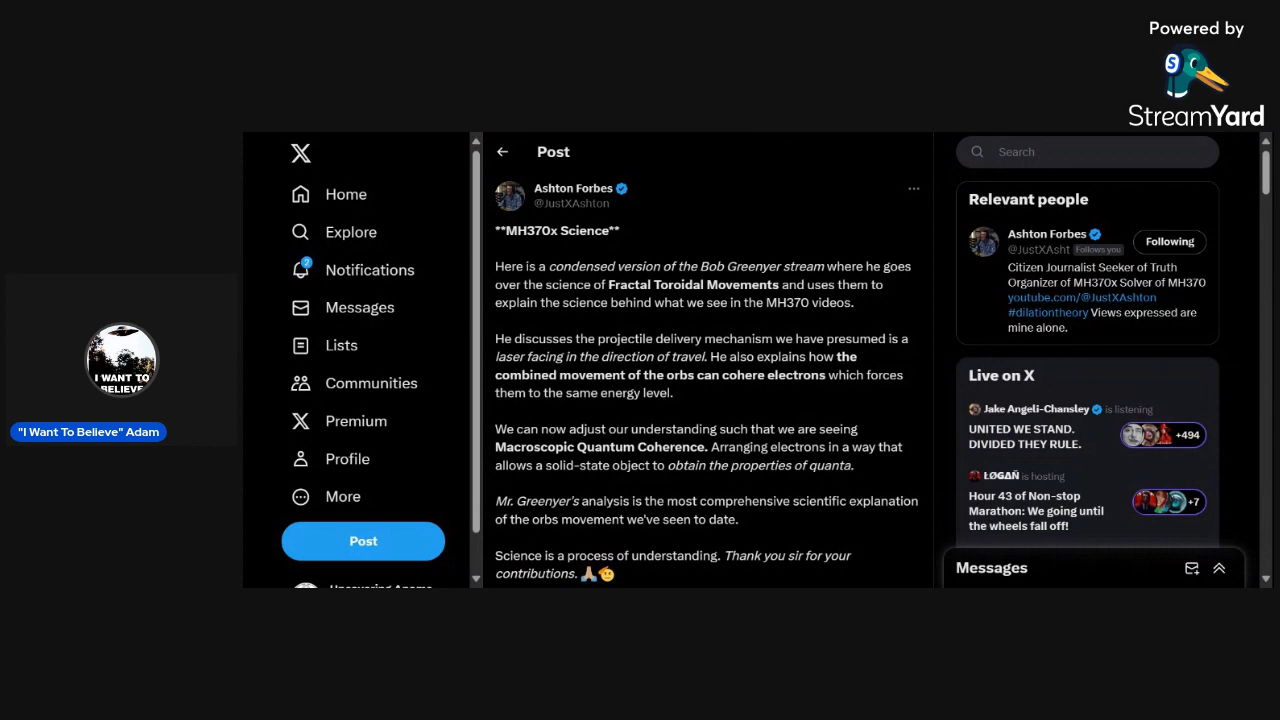 Powered by
S
StreamYard
I WANT TO
BELIEVE
"I Want To Believe" Adam
Home
Explore
2
Notifications
Messages
Lists
Communities
Premium
Profile
More
Post
Post
Ashton Forbes
@JustXAshton
**MH370x Science**
Here is a condensed version of the Bob Greenyer stream where he goes
over the science of Fractal Toroidal Movements and uses them to
explain the science behind what we see in the MH370 videos.
He discusses the projectile delivery mechanism we have presumed is a
laser facing in the direction of travel. He also explains how the
combined movement of the orbs can cohere electrons which forces
them to the same energy level.
We can now adjust our understanding such that we are seeing
Macroscopic Quantum Coherence. Arranging electrons in a way that
allows a solid-state object to obtain the properties of quanta.
Mr. Greenyer's analysis is the most comprehensive scientific explanation
of the orbs movement we've seen to date.
Science is a process of understanding. Thank you sir for your
contributions. 🙏🏼🫡
Search
Relevant people
Ashton Forbes
@JustXAsht Follows you
Following
Citizen Journalist Seeker of Truth
Organizer of MH370x Solver of MH370
youtube.com/@JustXAshton
#dilationtheory Views expressed are
mine alone.
Live on X
Jake Angeli-Chansley is listening
UNITED WE STAND.
DIVIDED THEY RULE.
+494
is hosting
Hour 43 of Non-stop
Marathon: We going until
the wheels fall off!
+7
Messages